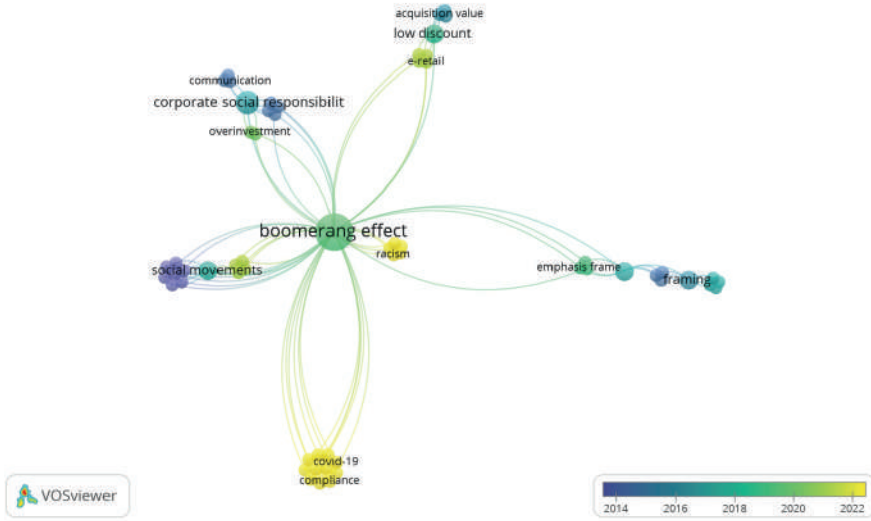 acquisition value
low discount
e-retail
communication
corporate social responsibilit
overinvestment
boomerang effect
racism
social movements
emphasis frame
framing
covid-19
compliance
VOSviewer
2014 2016 2018 2020 2022